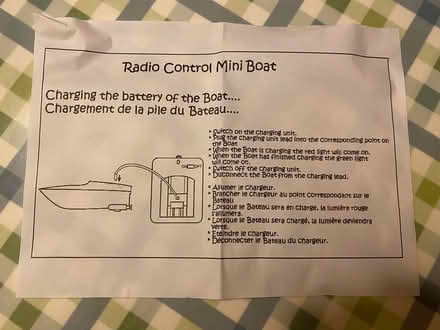 Radio Control Mini Boat
Charging the battery of the Boat....
Chargement de la pile du Bateau....
• Switch on the charging unit.
• Plug the charging unit lead into the corresponding point on
the Boat
• When the Boat is charging the red light will come on.
• When the Boat has finished charging the green light
will come on.
• Switch off the charging unit.
• Disconnect the Boat from the charging lead.
• Allumer le chargeur.
• Brancher le chargeur au point correspondant sur le
Bateau
• Lorsque le Bateau sera en charge, la lumière rouge
s'allumera.
• Lorsque le Bateau sera chargé, la lumière deviendra
verte.
• Eteindre le chargeur.
• Déconnecter le Bateau du chargeur.